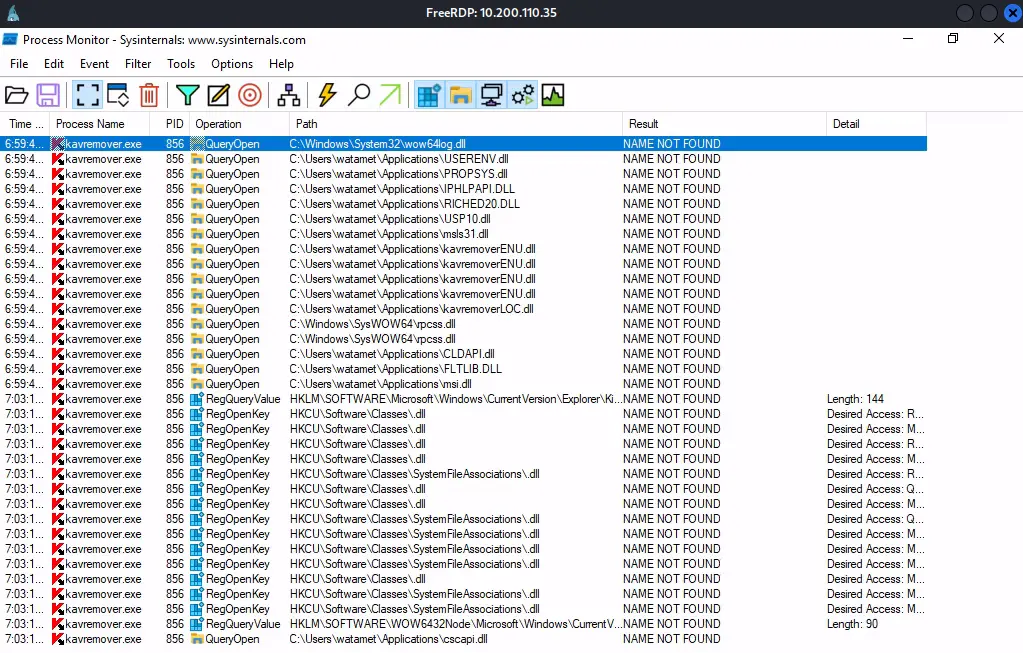 FreeRDP: 10.200.110.35
Process Monitor - Sysinternals: www.sysinternals.com
File Edit Event Filter Tools Options Help
Time ... Process Name PID Operation Path Result Detail
6:59:4... kavremover.exe 856 QueryOpen C:\Windows\System32\wow64log.dll NAME NOT FOUND
6:59:4... kavremover.exe 856 QueryOpen C:\Users\watamet\Applications\USERENV.dll NAME NOT FOUND
6:59:4... kavremover.exe 856 QueryOpen C:\Users\watamet\Applications\PROPSYS.dll NAME NOT FOUND
6:59:4... kavremover.exe 856 QueryOpen C:\Users\watamet\Applications\IPHLPAPI.DLL NAME NOT FOUND
6:59:4... kavremover.exe 856 QueryOpen C:\Users\watamet\Applications\RICHED20.DLL NAME NOT FOUND
6:59:4... kavremover.exe 856 QueryOpen C:\Users\watamet\Applications\USP10.dll NAME NOT FOUND
6:59:4... kavremover.exe 856 QueryOpen C:\Users\watamet\Applications\msls31.dll NAME NOT FOUND
6:59:4... kavremover.exe 856 QueryOpen C:\Users\watamet\Applications\kavremoverENU.dll NAME NOT FOUND
6:59:4... kavremover.exe 856 QueryOpen C:\Users\watamet\Applications\kavremoverENU.dll NAME NOT FOUND
6:59:4... kavremover.exe 856 QueryOpen C:\Users\watamet\Applications\kavremoverENU.dll NAME NOT FOUND
6:59:4... kavremover.exe 856 QueryOpen C:\Users\watamet\Applications\kavremoverENU.dll NAME NOT FOUND
6:59:4... kavremover.exe 856 QueryOpen C:\Users\watamet\Applications\kavremoverLOC.dll NAME NOT FOUND
6:59:4... kavremover.exe 856 QueryOpen C:\Windows\SysWOW64\rpcss.dll NAME NOT FOUND
6:59:4... kavremover.exe 856 QueryOpen C:\Windows\SysWOW64\rpcss.dll NAME NOT FOUND
6:59:4... kavremover.exe 856 QueryOpen C:\Users\watamet\Applications\CLDAPI.dll NAME NOT FOUND
6:59:4... kavremover.exe 856 QueryOpen C:\Users\watamet\Applications\FLTLIB.DLL NAME NOT FOUND
6:59:4... kavremover.exe 856 QueryOpen C:\Users\watamet\Applications\msi.dll NAME NOT FOUND
7:03:1... kavremover.exe 856 RegQueryValue HKLM\SOFTWARE\Microsoft\Windows\CurrentVersion\Explorer\Ki... NAME NOT FOUND Length: 144
7:03:1... kavremover.exe 856 RegOpenKey HKCU\Software\Classes\.dll NAME NOT FOUND Desired Access: R...
7:03:1... kavremover.exe 856 RegOpenKey HKCU\Software\Classes\.dll NAME NOT FOUND Desired Access: M...
7:03:1... kavremover.exe 856 RegOpenKey HKCU\Software\Classes\.dll NAME NOT FOUND Desired Access: R...
7:03:1... kavremover.exe 856 RegOpenKey HKCU\Software\Classes\.dll NAME NOT FOUND Desired Access: M...
7:03:1... kavremover.exe 856 RegOpenKey HKCU\Software\Classes\SystemFileAssociations\.dll NAME NOT FOUND Desired Access: R...
7:03:1... kavremover.exe 856 RegOpenKey HKCU\Software\Classes\.dll NAME NOT FOUND Desired Access: Q...
7:03:1... kavremover.exe 856 RegOpenKey HKCU\Software\Classes\.dll NAME NOT FOUND Desired Access: M...
7:03:1... kavremover.exe 856 RegOpenKey HKCU\Software\Classes\SystemFileAssociations\.dll NAME NOT FOUND Desired Access: Q...
7:03:1... kavremover.exe 856 RegOpenKey HKCU\Software\Classes\SystemFileAssociations\.dll NAME NOT FOUND Desired Access: M...
7:03:1... kavremover.exe 856 RegOpenKey HKCU\Software\Classes\SystemFileAssociations\.dll NAME NOT FOUND Desired Access: M...
7:03:1... kavremover.exe 856 RegOpenKey HKCU\Software\Classes\SystemFileAssociations\.dll NAME NOT FOUND Desired Access: M...
7:03:1... kavremover.exe 856 RegOpenKey HKCU\Software\Classes\.dll NAME NOT FOUND Desired Access: M...
7:03:1... kavremover.exe 856 RegOpenKey HKCU\Software\Classes\SystemFileAssociations\.dll NAME NOT FOUND Desired Access: M...
7:03:1... kavremover.exe 856 RegOpenKey HKCU\Software\Classes\SystemFileAssociations\.dll NAME NOT FOUND Desired Access: M...
7:03:1... kavremover.exe 856 RegQueryValue HKLM\SOFTWARE\WOW6432Node\Microsoft\Windows\CurrentV... NAME NOT FOUND Length: 90
7:03:1... kavremover.exe 856 QueryOpen C:\Users\watamet\Applications\cscapi.dll NAME NOT FOUND